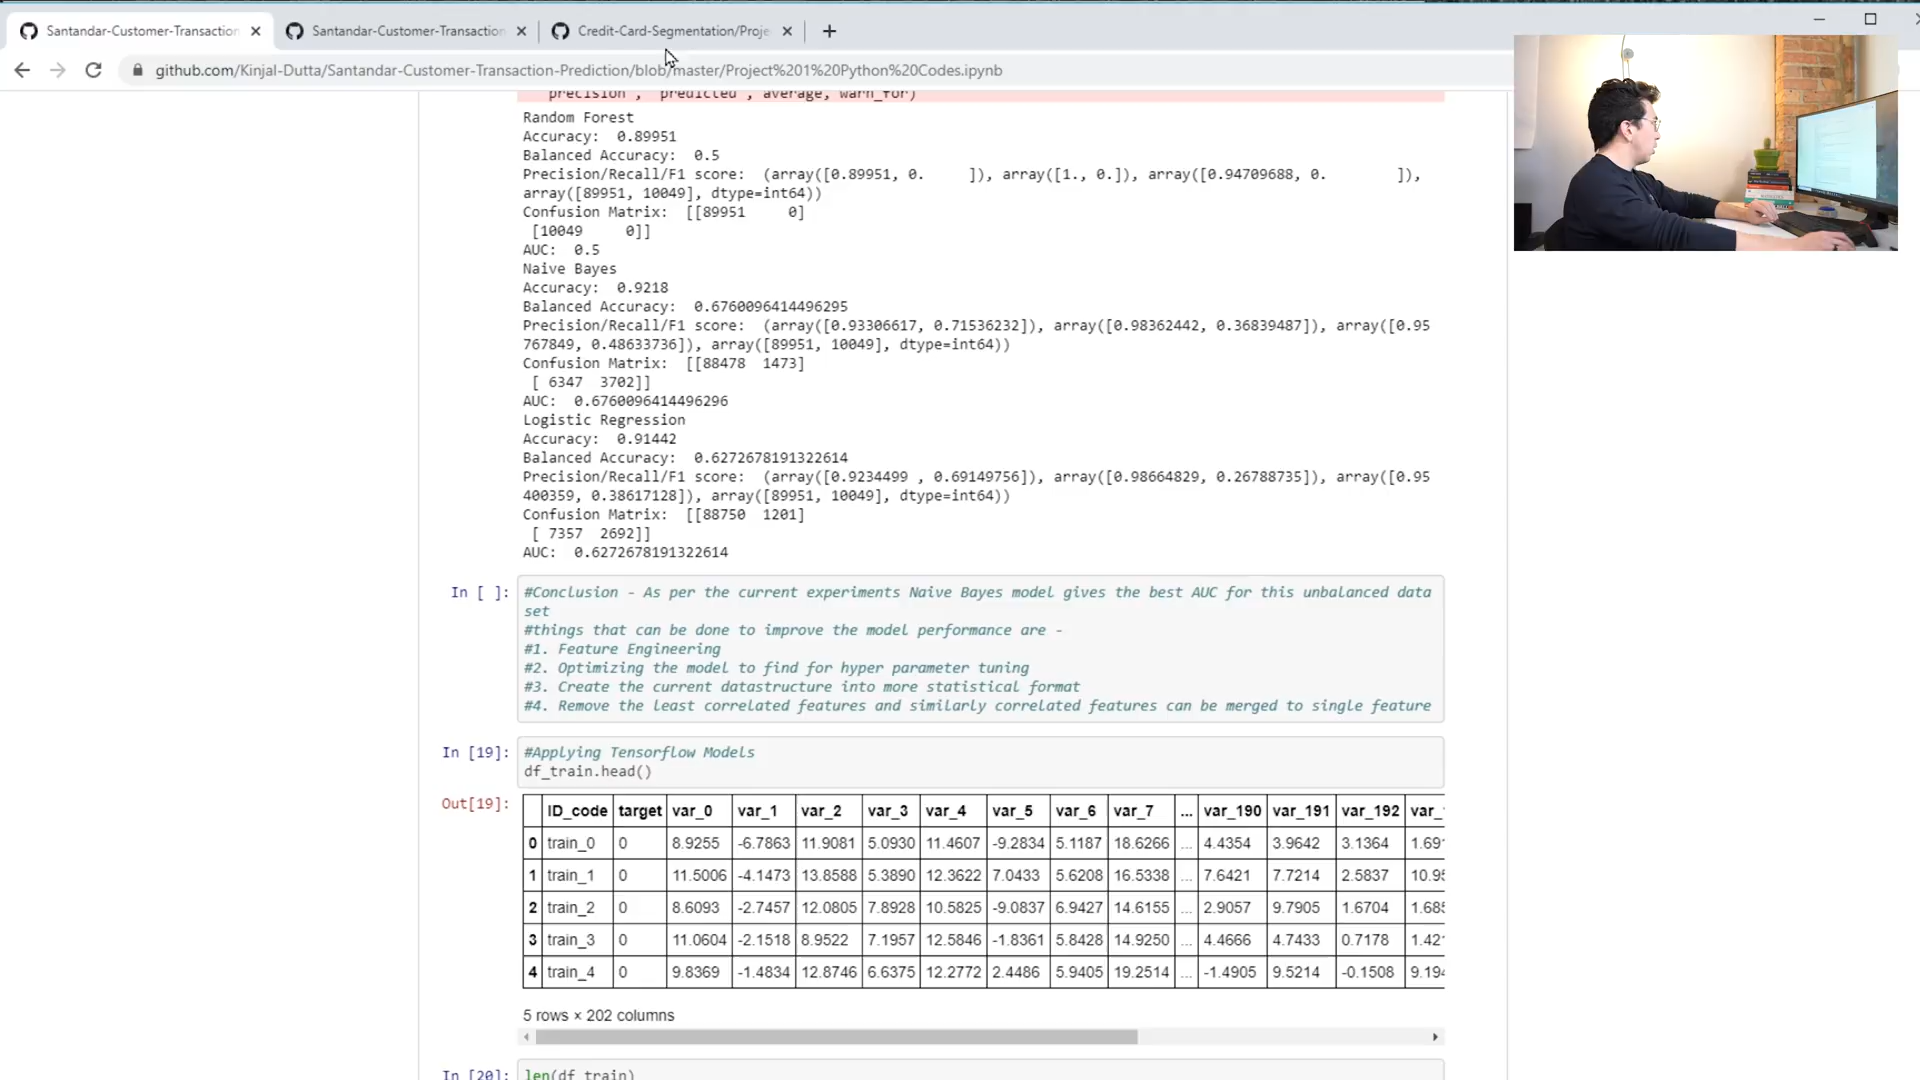 Santandar-Customer-Transaction
Santandar-Customer-Transaction
Credit-Card-Segmentation/Proje
github.com/Kinjal-Dutta/Santandar-Customer-Transaction-Prediction/blob/master/Project%201%20Python%20Codes.ipynb
'precision', 'predicted', average, warn_for)
Random Forest
Accuracy:  0.89951
Balanced Accuracy:  0.5
Precision/Recall/F1 score:  (array([0.89951, 0.     ]), array([1., 0.]), array([0.94709688, 0.        ]),
array([89951, 10049], dtype=int64))
Confusion Matrix:  [[89951     0]
[10049     0]]
AUC:  0.5
Naive Bayes
Accuracy:  0.9218
Balanced Accuracy:  0.6760096414496295
Precision/Recall/F1 score:  (array([0.93306617, 0.71536232]), array([0.98362442, 0.36839487]), array([0.95
767849, 0.48633736]), array([89951, 10049], dtype=int64))
Confusion Matrix:  [[88478  1473]
[ 6347  3702]]
AUC:  0.6760096414496296
Logistic Regression
Accuracy:  0.91442
Balanced Accuracy:  0.6272678191322614
Precision/Recall/F1 score:  (array([0.9234499 , 0.69149756]), array([0.98664829, 0.26788735]), array([0.95
400359, 0.38617128]), array([89951, 10049], dtype=int64))
Confusion Matrix:  [[88750  1201]
[ 7357  2692]]
AUC:  0.6272678191322614
In [ ]: #Conclusion - As per the current experiments Naive Bayes model gives the best AUC for this unbalanced data
set
#things that can be done to improve the model performance are -
#1. Feature Engineering
#2. Optimizing the model to find for hyper parameter tuning
#3. Create the current datastructure into more statistical format
#4. Remove the least correlated features and similarly correlated features can be merged to single feature
In [19]: #Applying Tensorflow Models
df_train.head()
Out[19]:
ID_code target var_0 var_1 var_2 var_3 var_4 var_5 var_6 var_7 ... var_190 var_191 var_192 var_
0 train_0 0 8.9255 -6.7863 11.9081 5.0930 11.4607 -9.2834 5.1187 18.6266 ... 4.4354 3.9642 3.1364 1.691
1 train_1 0 11.5006 -4.1473 13.8588 5.3890 12.3622 7.0433 5.6208 16.5338 ... 7.6421 7.7214 2.5837 10.95
2 train_2 0 8.6093 -2.7457 12.0805 7.8928 10.5825 -9.0837 6.9427 14.6155 ... 2.9057 9.7905 1.6704 1.685
3 train_3 0 11.0604 -2.1518 8.9522 7.1957 12.5846 -1.8361 5.8428 14.9250 ... 4.4666 4.7433 0.7178 1.421
4 train_4 0 9.8369 -1.4834 12.8746 6.6375 12.2772 2.4486 5.9405 19.2514 ... -1.4905 9.5214 -0.1508 9.194
5 rows × 202 columns
In [20]: len(df_train)